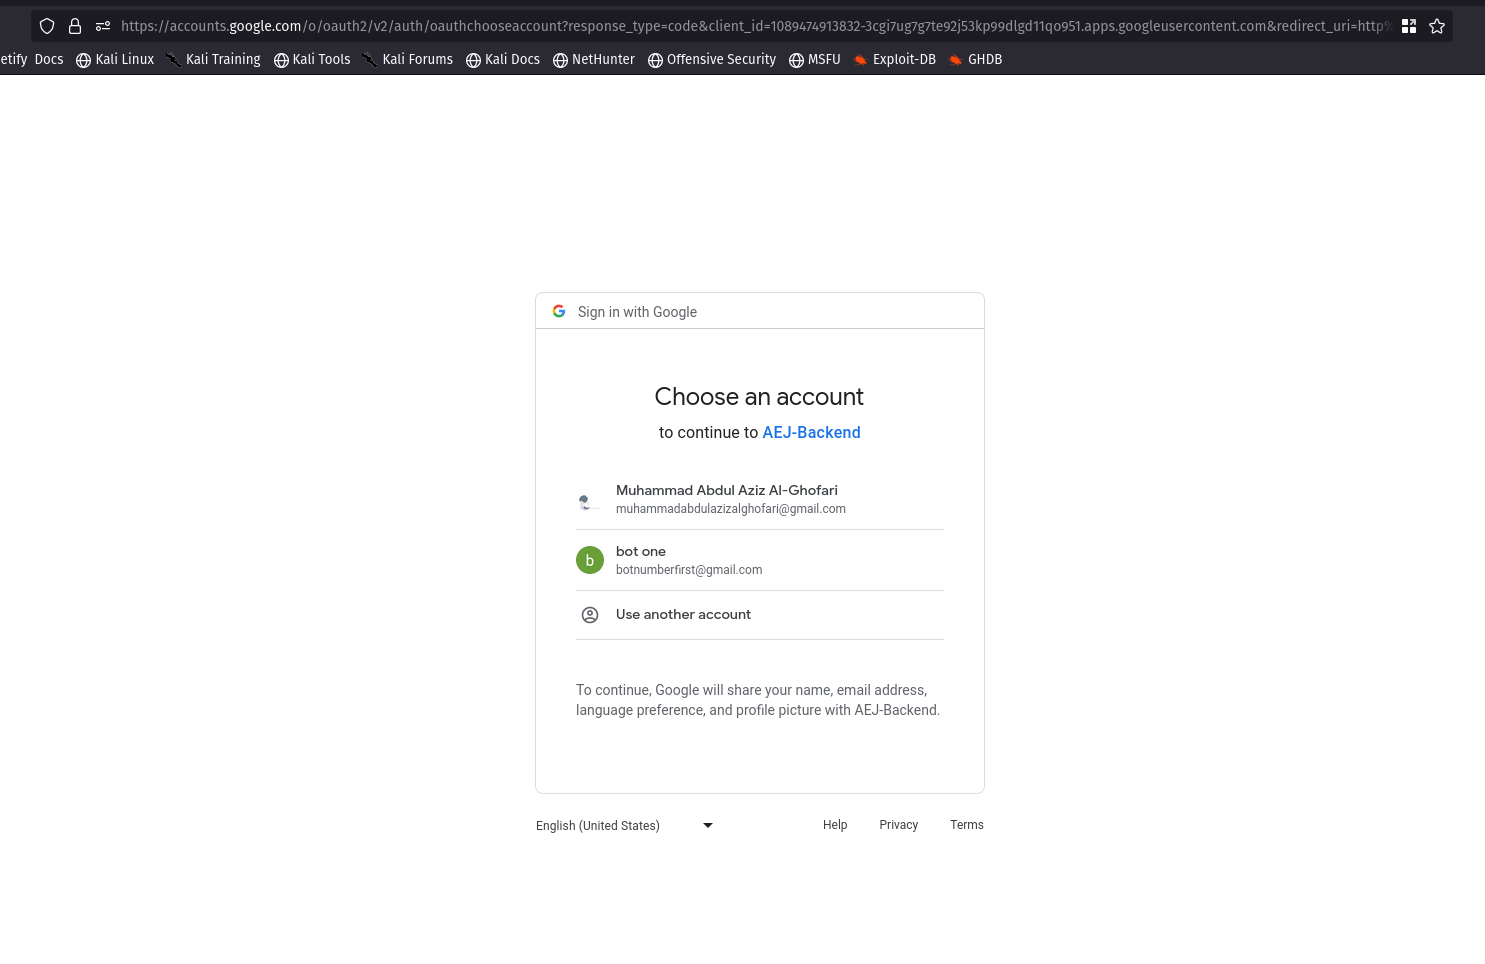 https://accounts.google.com/o/oauth2/v2/auth/oauthchooseaccount?response_type=code&client_id=1089474913832-3cgi7ug7g7te92j53kp99dlgd11qo951.apps.googleusercontent.com&redirect_uri=http%
etify Docs Kali Linux Kali Training Kali Tools Kali Forums Kali Docs NetHunter Offensive Security MSFU Exploit-DB GHDB
Sign in with Google
Choose an account
to continue to AEJ-Backend
Muhammad Abdul Aziz Al-Ghofari
muhammadabdulazizalghofari@gmail.com
b
bot one
botnumberfirst@gmail.com
Use another account
To continue, Google will share your name, email address,
language preference, and profile picture with AEJ-Backend.
English (United States) Help Privacy Terms